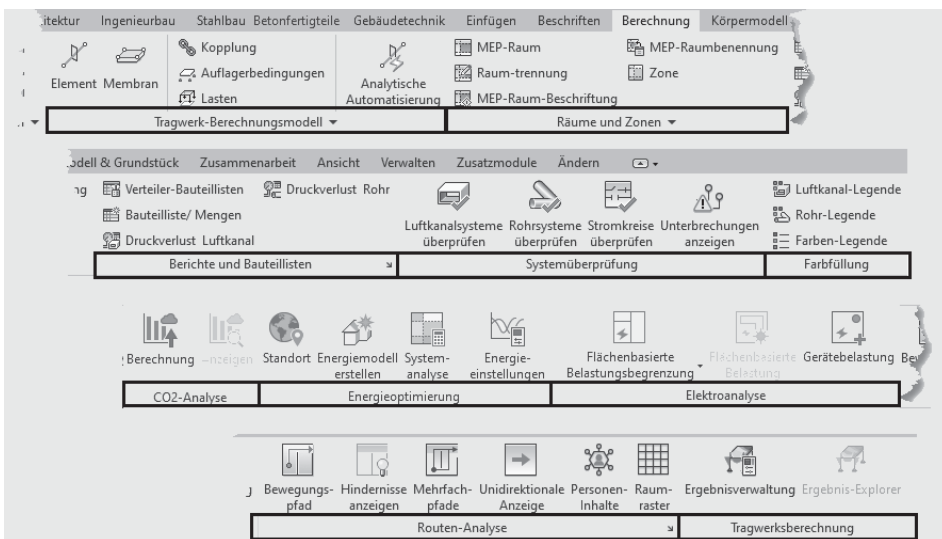 itektur Ingenieurbau Stahlbau Betonfertigteile Gebäudetechnik Einfügen Beschriften Berechnung Körpermodell
Kopplung MEP-Raum MEP-Raumbenennung
Auflagerbedingungen Raum-trennung Zone
Element Membran Analytische
Lasten Automatisierung MEP-Raum-Beschriftung
Tragwerk-Berechnungsmodell Räume und Zonen
odell & Grundstück Zusammenarbeit Ansicht Verwalten Zusatzmodule Ändern
ng Verteiler-Bauteillisten Druckverlust Rohr Luftkanal-Legende
Bauteilliste/ Mengen Rohr-Legende
Luftkanalsysteme Rohrsysteme Stromkreise Unterbrechungen
Druckverlust Luftkanal überprüfen überprüfen überprüfen anzeigen Farben-Legende
Berichte und Bauteillisten Systemüberprüfung Farbfüllung
Berechnung anzeigen Standort Energiemodell System- Energie- Flächenbasierte Flächenbasierte Gerätebelastung Be
erstellen analyse einstellungen Belastungsbegrenzung Belastung
CO2-Analyse Energieoptimierung Elektroanalyse
Bewegungs- Hindernisse Mehrfach- Unidirektionale Personen- Raum- Ergebnisverwaltung Ergebnis-Explorer
pfad anzeigen pfade Anzeige Inhalte raster
Routen-Analyse Tragwerksberechnung